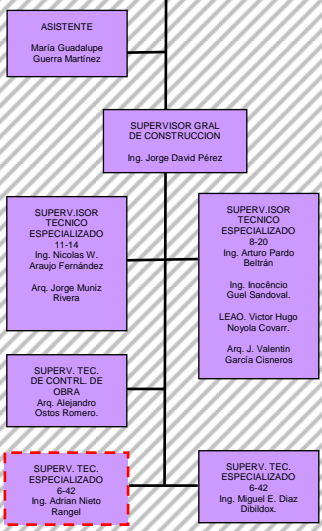 ASISTENTE
María Guadalupe
Guerra Martínez
SUPERVISOR GRAL
DE CONSTRUCCION
Ing. Jorge David Pérez
SUPERV.ISOR
TECNICO
ESPECIALIZADO
11-14
Ing. Nicolas W.
Araujo Fernández
Arq. Jorge Muniz
Rivera
SUPERV.ISOR
TECNICO
ESPECIALIZADO
8-20
Ing. Arturo Pardo
Beltrán
Ing. Inocêncio
Guel Sandoval.
LEAO. Victor Hugo
Noyola Covarr.
Arq. J. Valentin
García Cisneros
SUPERV. TEC.
DE CONTRL. DE
OBRA
Arq. Alejandro
Ostos Romero.
SUPERV. TEC.
ESPECIALIZADO
6-42
Ing. Adrian Nieto
Rangel
SUPERV. TEC.
ESPECIALIZADO
6-42
Ing. Miguel E. Diaz
Dibildox.